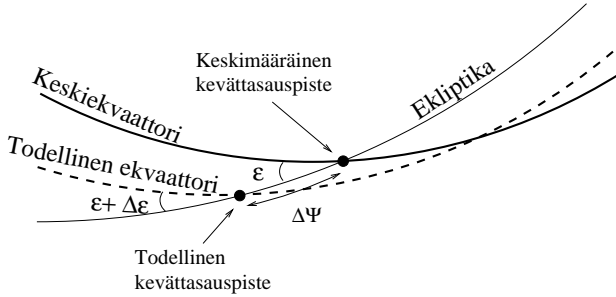 Keskimääräinen
kevättasauspiste
Ekliptika
Keskiekvaattori
Todellinen ekvaattori
ε
ε+ Δε
ΔΨ
Todellinen
kevättasauspiste